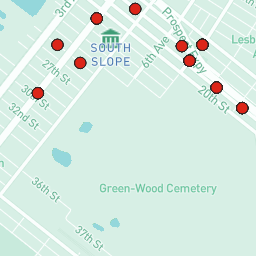 3rd
Prospect
Lesb
SOUTH
SLOPE
6th Ave
27th St
20th St
32nd St
Green-Wood Cemetery
36th St
37th St